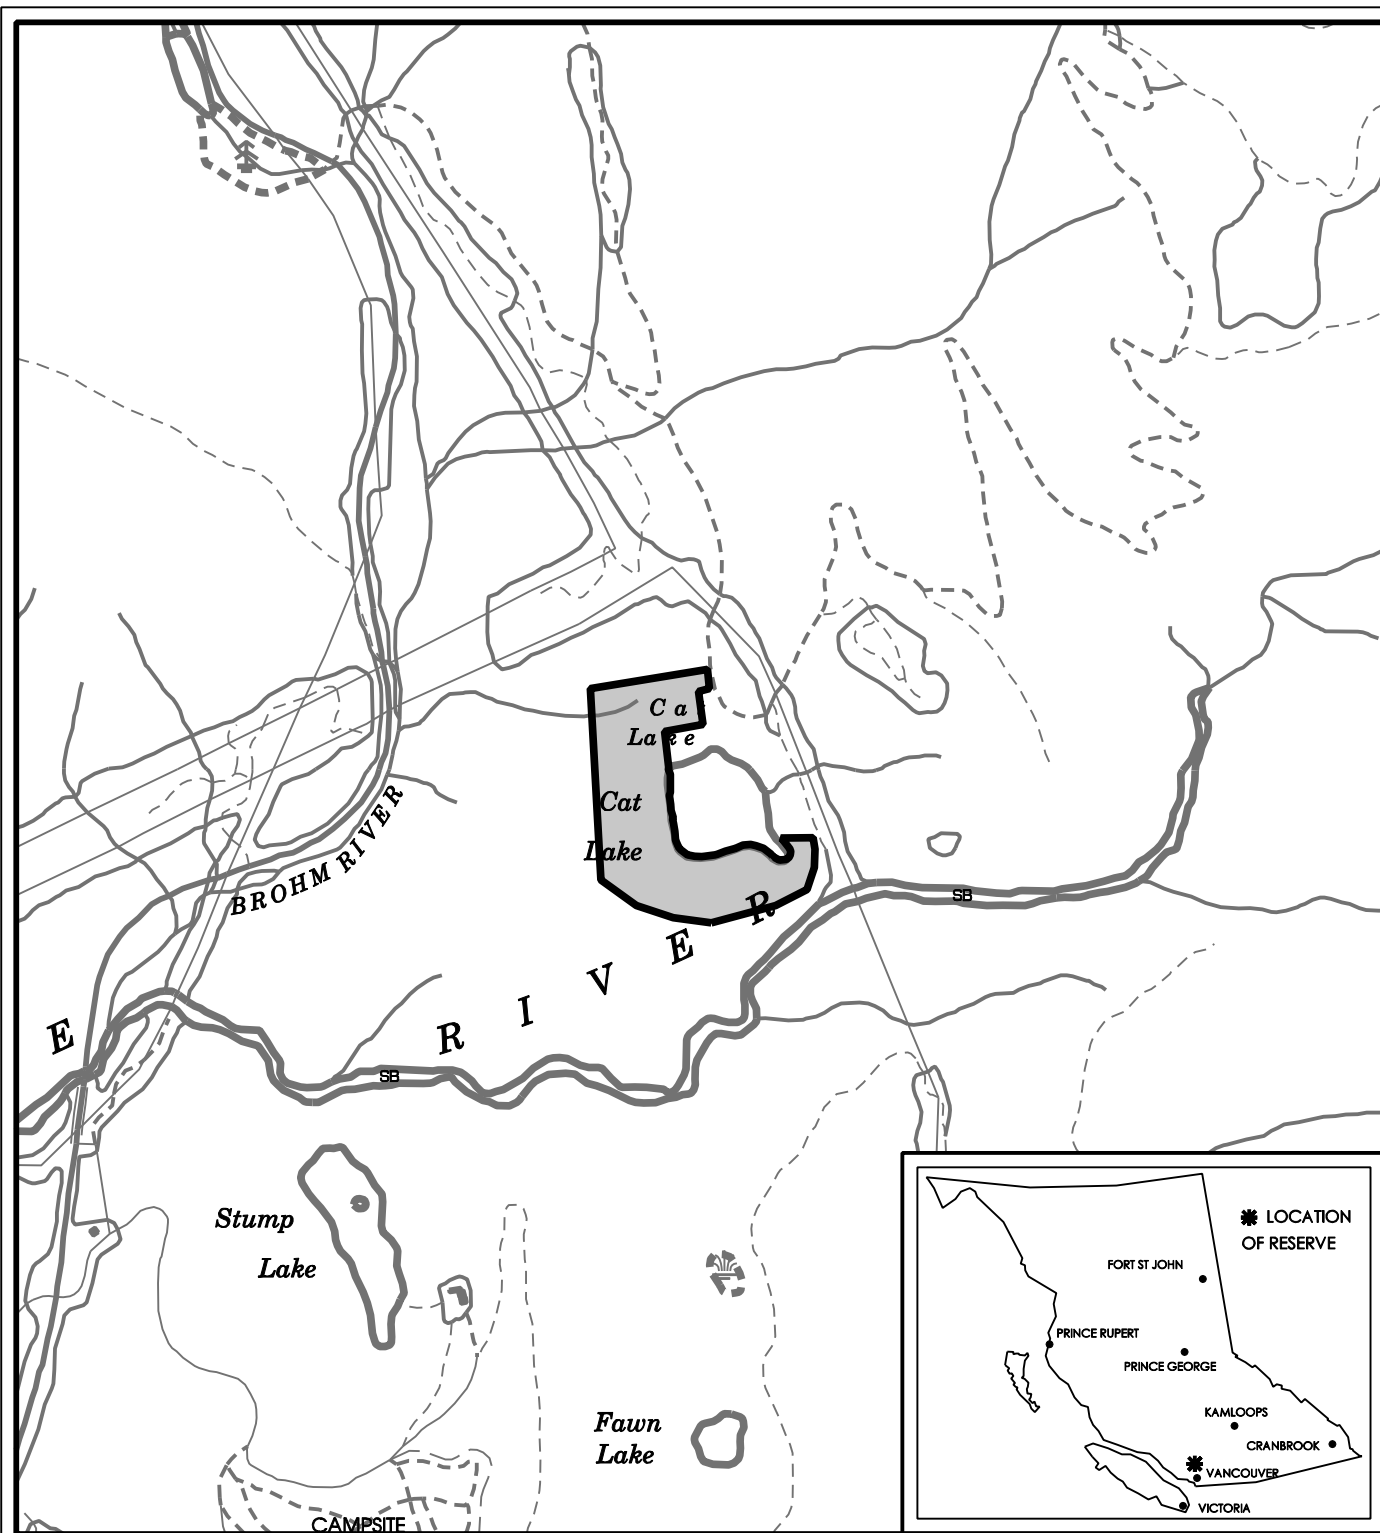 C a
La k e
Cat
Lake
BROHM RIVER
SB
E R I V E R
SB
Stump
Lake
Fawn
Lake
CAMPSITE
LOCATION
OF RESERVE
FORT ST JOHN
PRINCE RUPERT
PRINCE GEORGE
KAMLOOPS
CRANBROOK
VANCOUVER
VICTORIA